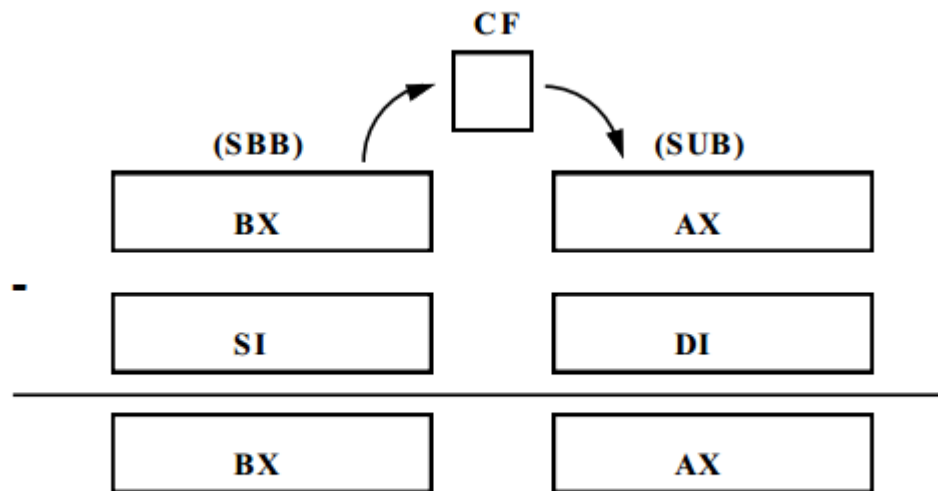 CF
(SBB) (SUB)
BX AX
-
SI DI
BX AX